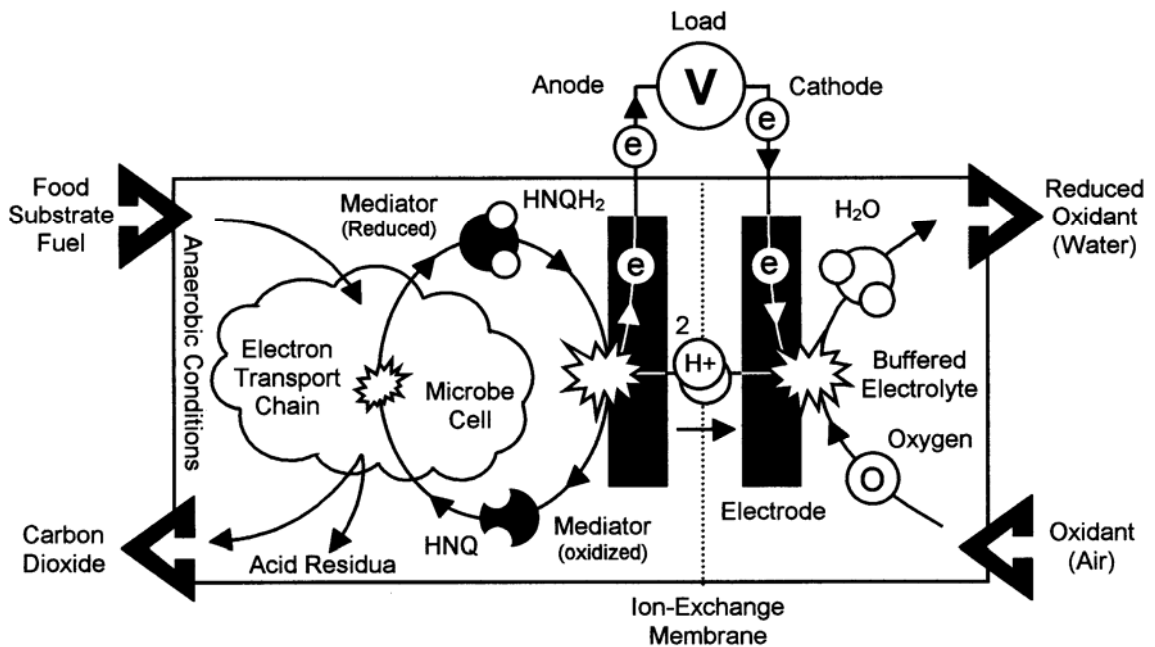 Load
Anode
V
Cathode
e
e
Food
Substrate
Fuel
Anaerobic Conditions
Mediator
(Reduced)
HNQH₂
e
e
H₂O
Reduced
Oxidant
(Water)
2
H+
Electron
Transport
Chain
Microbe
Cell
Buffered
Electrolyte
Oxygen
O
Electrode
Carbon
Dioxide
Acid Residua
HNQ
Mediator
(oxidized)
Oxidant
(Air)
Ion-Exchange
Membrane